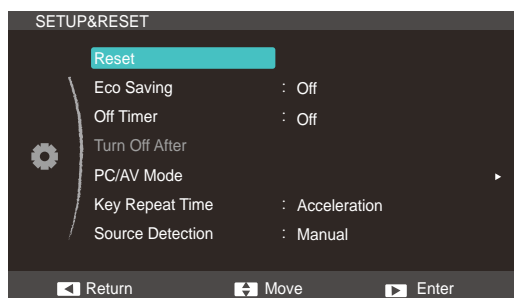 SETUP&RESET
Reset
Eco Saving : Off
Off Timer : Off
Turn Off After
PC/AV Mode
Key Repeat Time : Acceleration
Source Detection : Manual
Return Move Enter